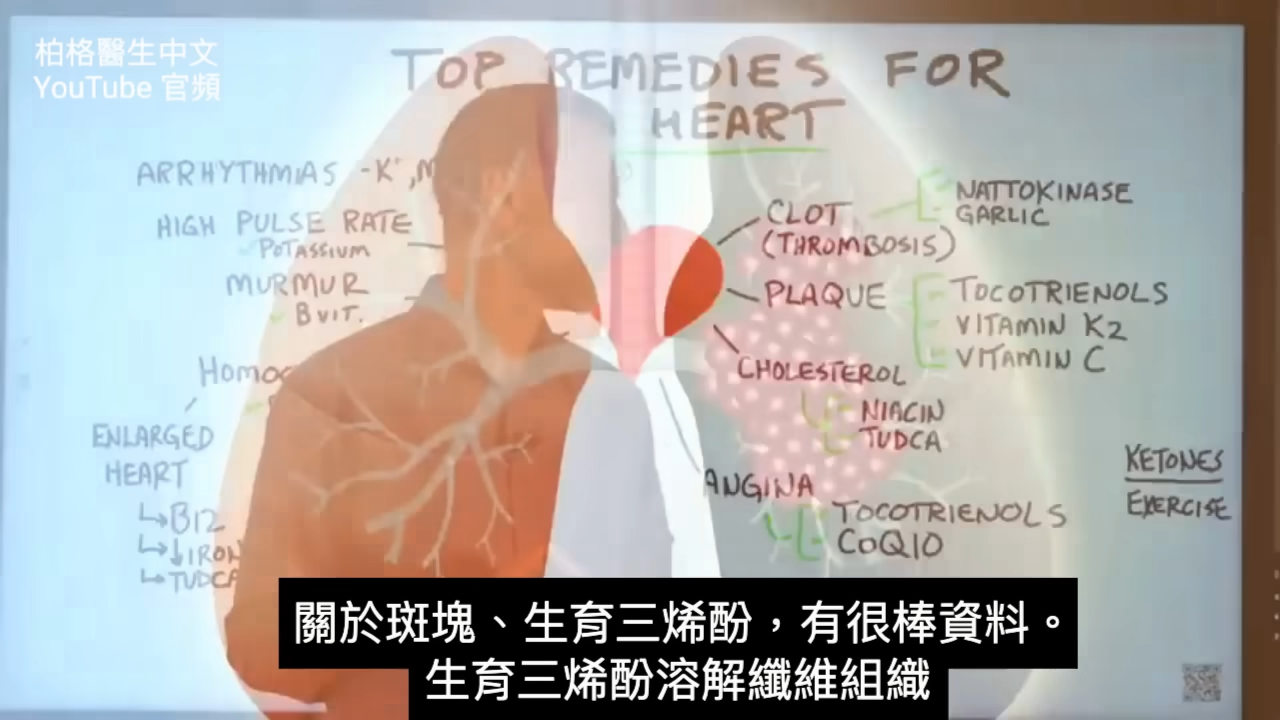 柏格醫生中文
YouTube 官頻
TOP REMEDIES FOR
HEART
ARRHYTHMIAS -K⁺,
HIGH PULSE RATE
POTASSIUM
MURMUR
B VIT.
ENLARGED
HEART
B12
↓IRON
TUDCA
CLOT
(THROMBOSIS)
NATTOKINASE
GARLIC
PLAQUE
TOCOTRIENOLS
VITAMIN K2
VITAMIN C
CHOLESTEROL
NIACIN
TUDCA
ANGINA
TOCOTRIENOLS
CoQ10
KETONES
EXERCISE
關於斑塊、生育三烯酚，有很棒資料。
生育三烯酚溶解纖維組織